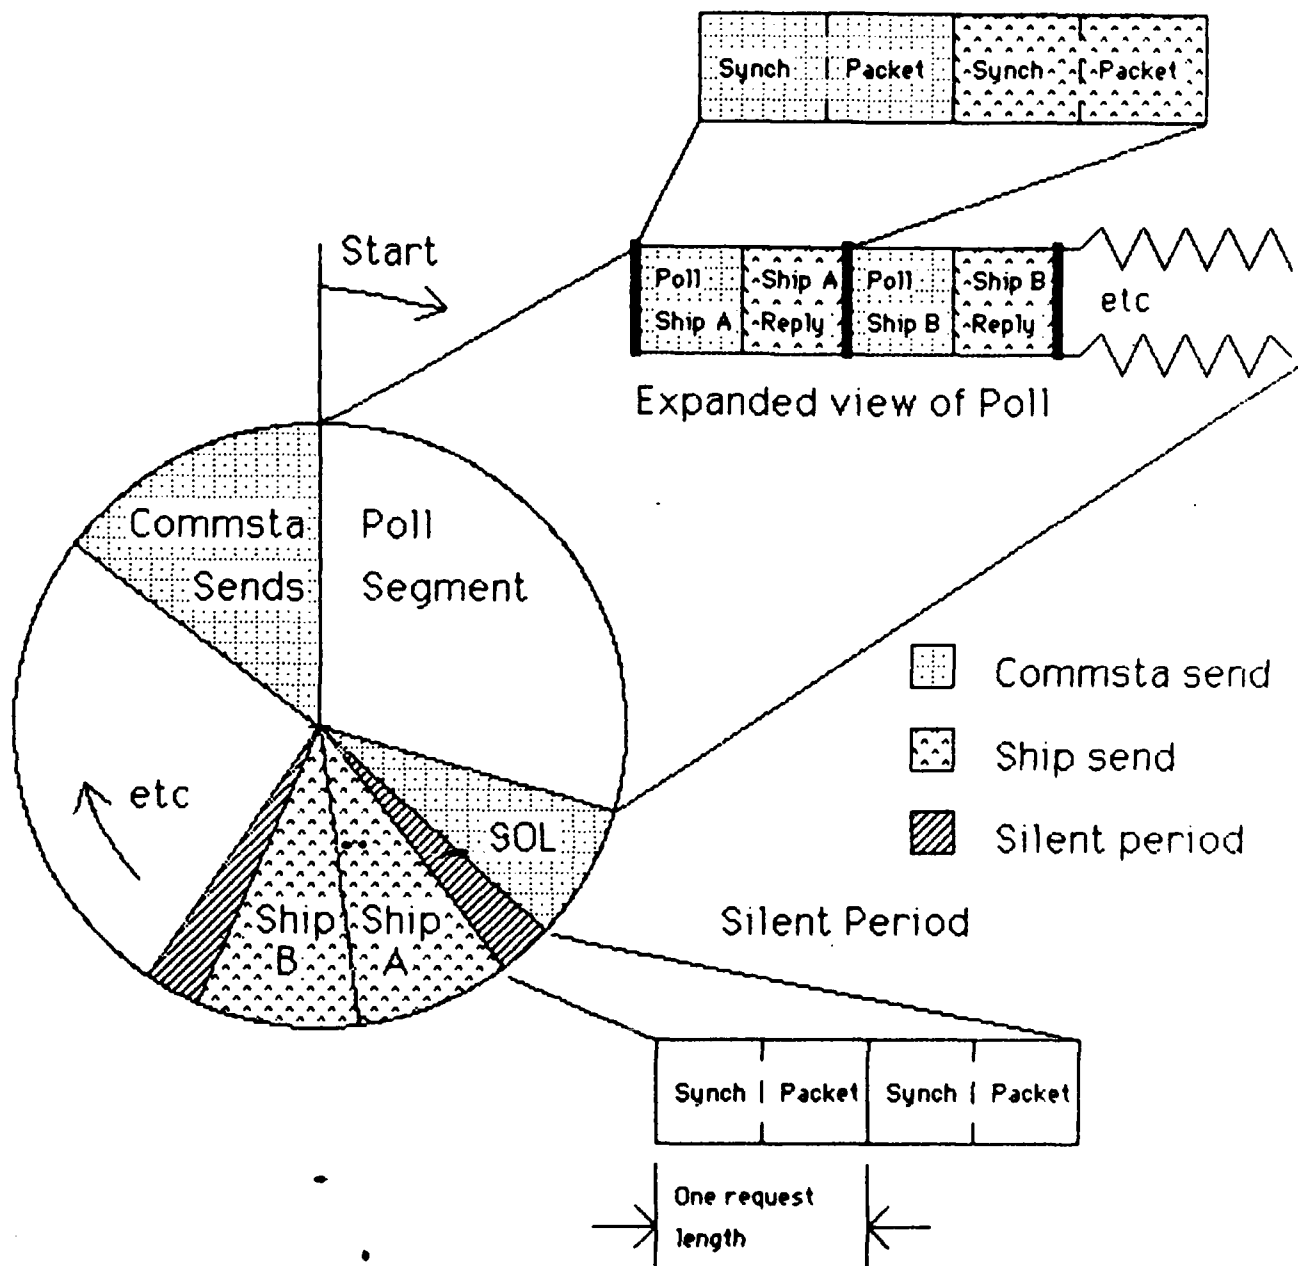 Synch Packet Synch Packet
Start
Poll Ship A Poll Ship B
Ship A Reply Ship B Reply
etc
Expanded view of Poll
Commsta Poll
Sends Segment
Commsta send
Ship send
Silent period
etc
SOL
Ship Ship
B A
Silent Period
Synch Packet Synch Packet
One request
length